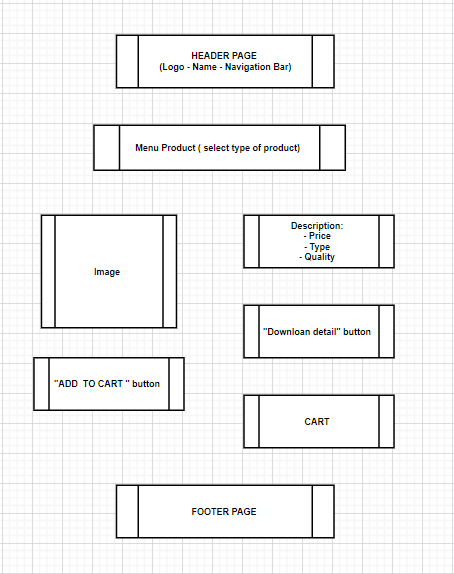 HEADER PAGE
(Logo - Name - Navigation Bar)
Menu Product ( select type of product)
Image
Description:
- Price
- Type
- Quality
"Downloan detail" button
"ADD  TO CART " button
CART
FOOTER PAGE